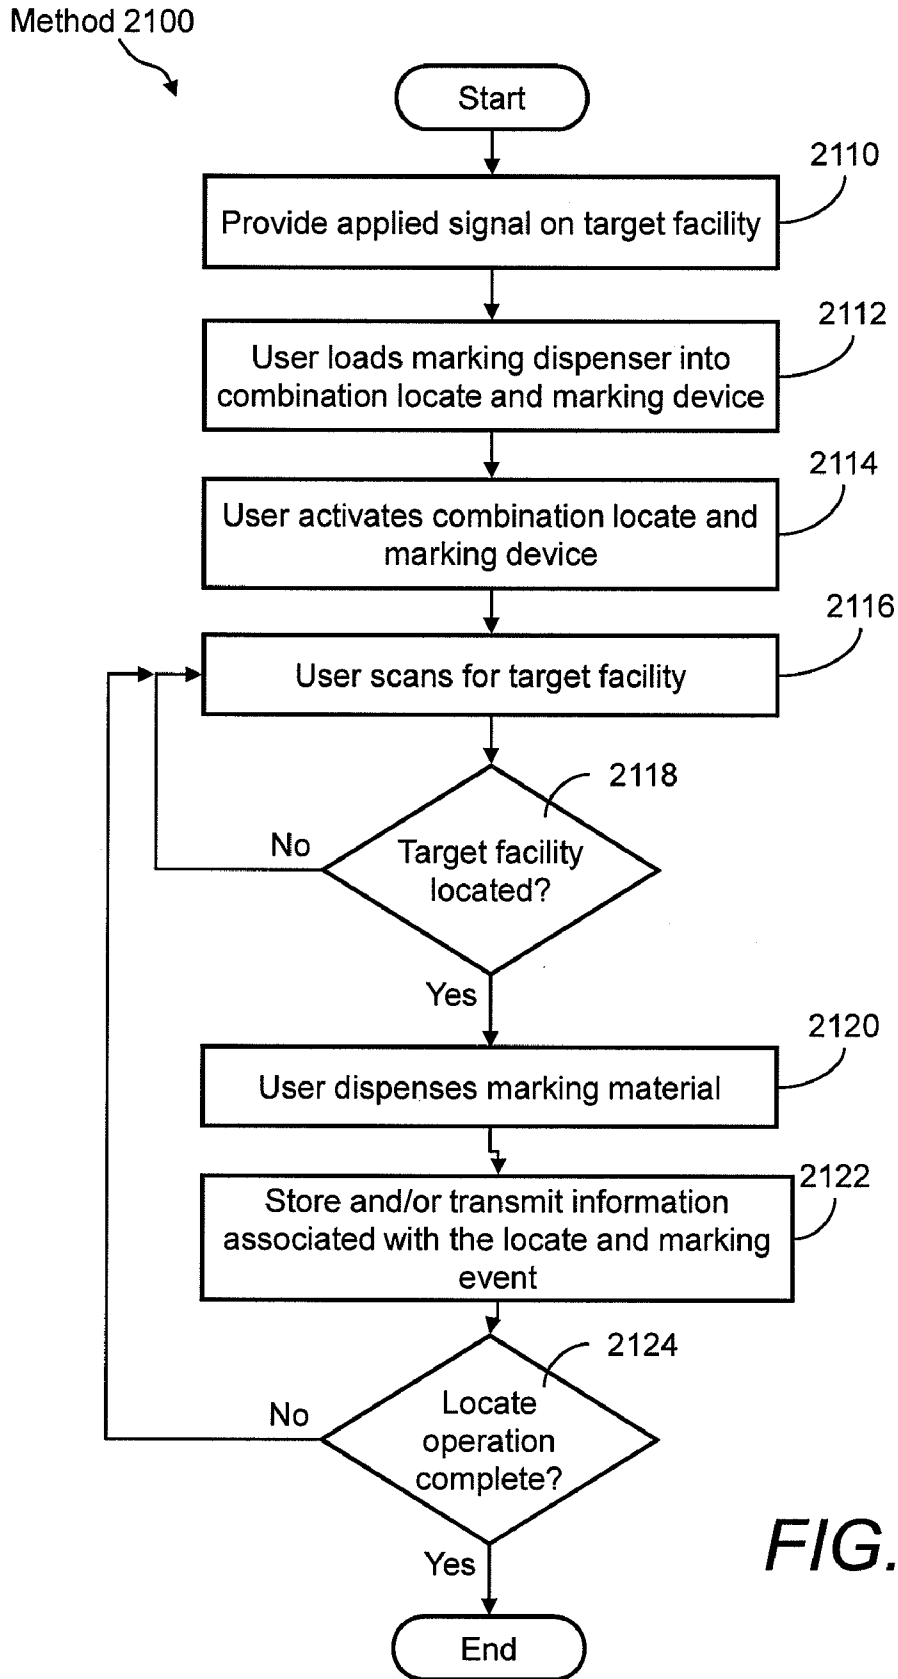 Method 2100
Start
2110
Provide applied signal on target facility
2112
User loads marking dispenser into
combination locate and marking device
2114
User activates combination locate and
marking device
2116
User scans for target facility
2118
No
Target facility
located?
Yes
2120
User dispenses marking material
2122
Store and/or transmit information
associated with the locate and marking
event
2124
No
Locate
operation
complete?
Yes
FIG.
End